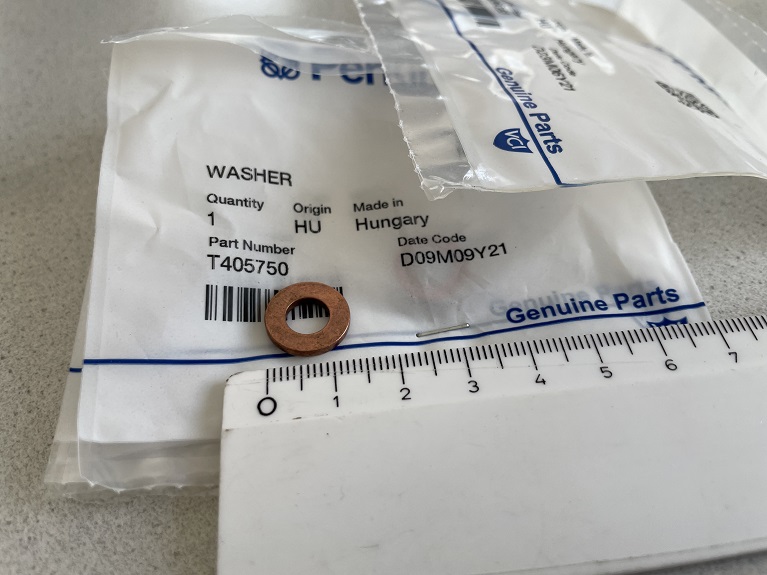 Genuine Parts
VCI
WASHER
Quantity Origin Made in
1 HU Hungary
Part Number Date Code
T405750 D09M09Y21
Genuine Parts
0 1 2 3 4 5 6 7